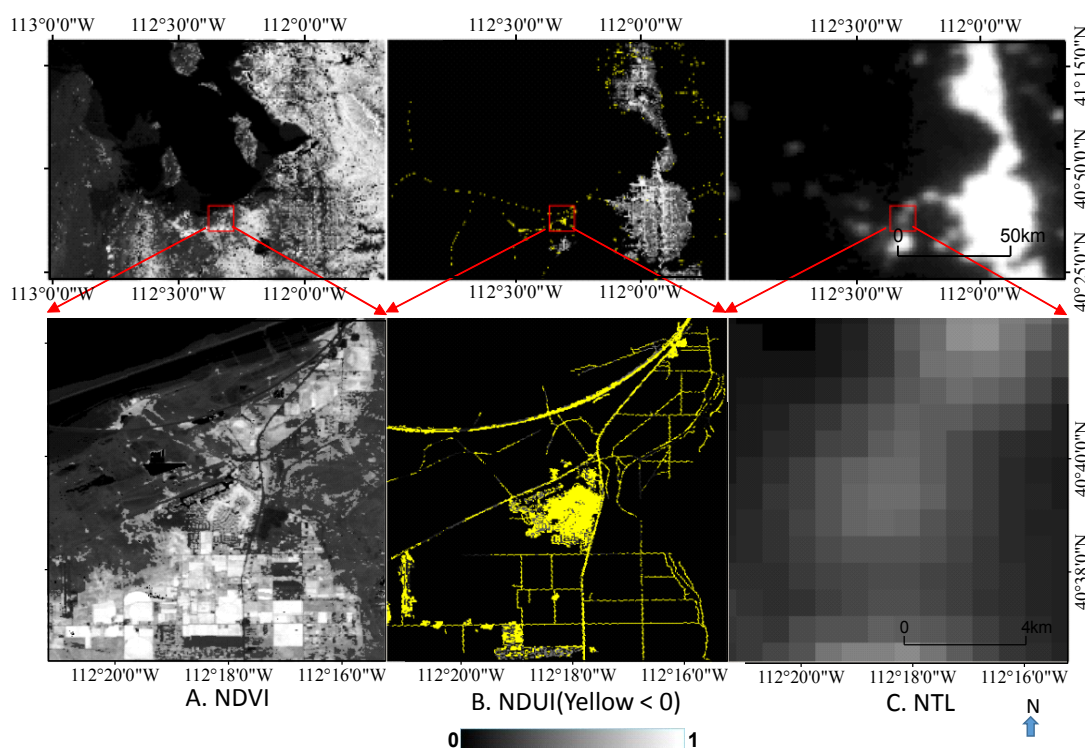 113°0'0"W 112°30'0"W 112°0'0"W
112°30'0"W 112°0'0"W
112°30'0"W 112°0'0"W
41°15'0"N
40°50'0"N
40°25'0"N
0 50km
113°0'0"W 112°30'0"W 112°0'0"W
112°30'0"W 112°0'0"W
112°30'0"W 112°0'0"W
40°40'0"N
40°38'0"N
0 4km
112°20'0"W 112°18'0"W 112°16'0"W
112°20'0"W 112°18'0"W 112°16'0"W
112°20'0"W 112°18'0"W 112°16'0"W
A. NDVI
B. NDUI(Yellow < 0)
C. NTL
N
0 1